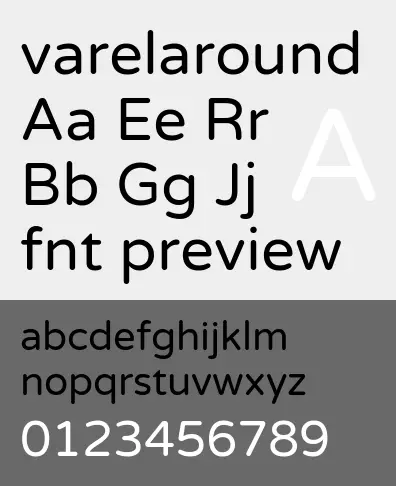 varelaround
Aa Ee Rr
A
Bb Gg Jj
fnt preview
abcdefghijklm
nopqrstuvwxyz
0123456789